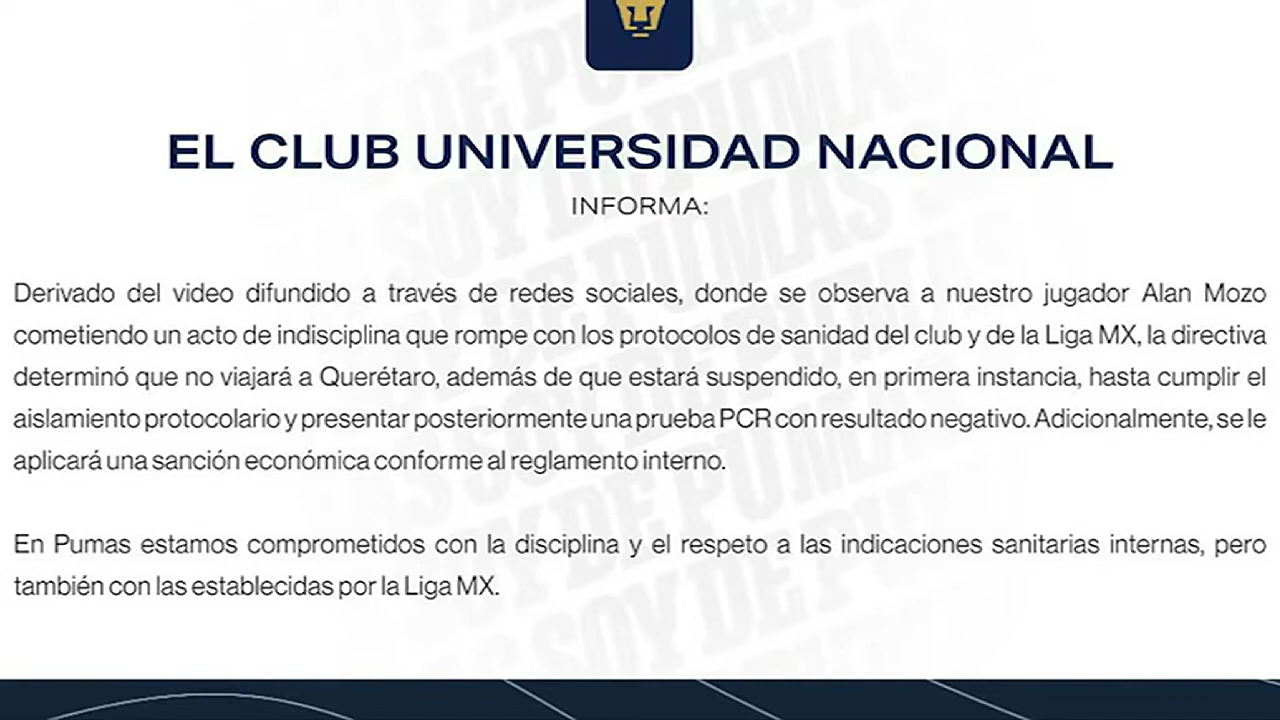 EL CLUB UNIVERSIDAD NACIONAL
INFORMA:
Derivado del video difundido a través de redes sociales, donde se observa a nuestro jugador Alan Mozo
cometiendo un acto de indisciplina que rompe con los protocolos de sanidad del club y de la Liga MX, la directiva
determinó que no viajará a Querétaro, además de que estará suspendido, en primera instancia, hasta cumplir el
aislamiento protocolario y presentar posteriormente una prueba PCR con resultado negativo. Adicionalmente, se le
aplicará una sanción económica conforme al reglamento interno.
En Pumas estamos comprometidos con la disciplina y el respeto a las indicaciones sanitarias internas, pero
también con las establecidas por la Liga MX.